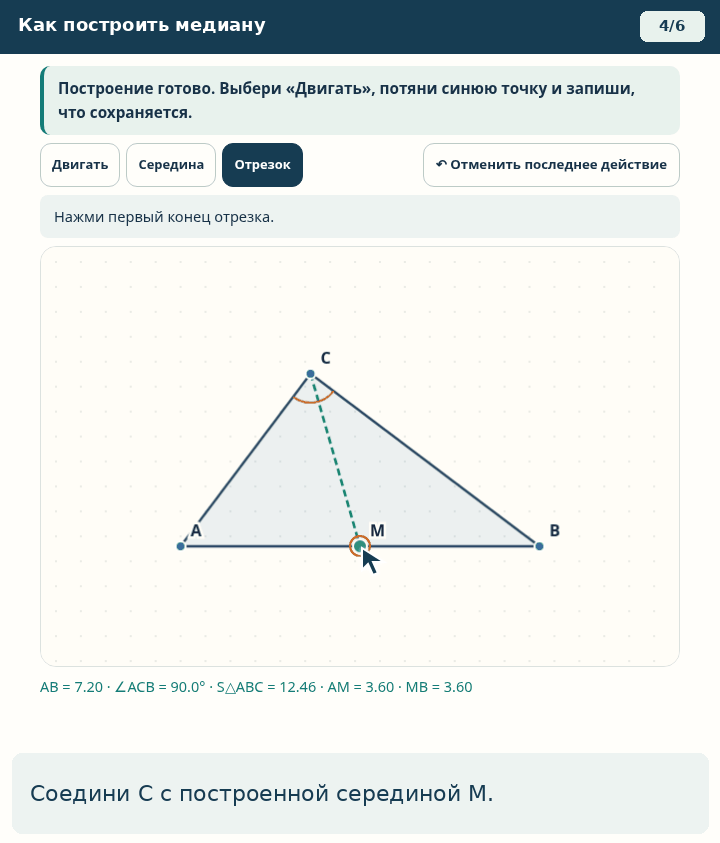 Как построить медиану
4/6
Построение готово. Выбери «Двигать», потяни синюю точку и запиши,
что сохраняется.
Двигать
Середина
Отрезок
↶ Отменить последнее действие
Нажми первый конец отрезка.
C
A
M
B
AB = 7.20 · ∠ACB = 90.0° · S△ABC = 12.46 · AM = 3.60 · MB = 3.60
Соедини C с построенной серединой M.